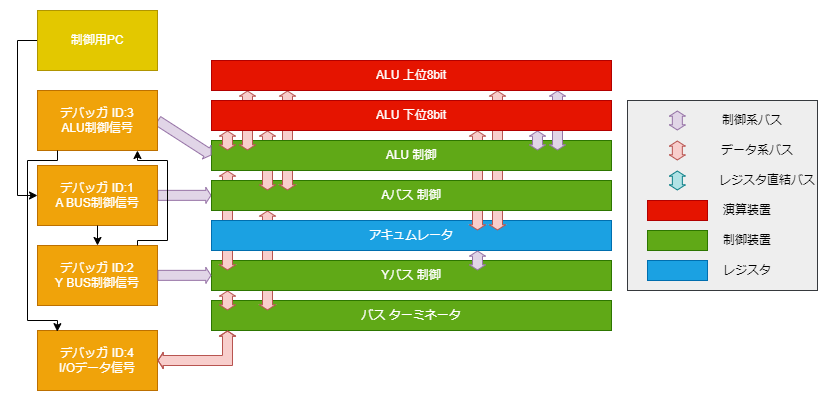 制御用PC
デバッガ ID:3
ALU制御信号
デバッガ ID:1
A BUS制御信号
デバッガ ID:2
Y BUS制御信号
デバッガ ID:4
I/Oデータ信号
ALU 上位8bit
ALU 下位8bit
ALU 制御
Aバス 制御
アキュムレータ
Yバス 制御
バス ターミネータ
制御系バス
データ系バス
レジスタ直結バス
演算装置
制御装置
レジスタ